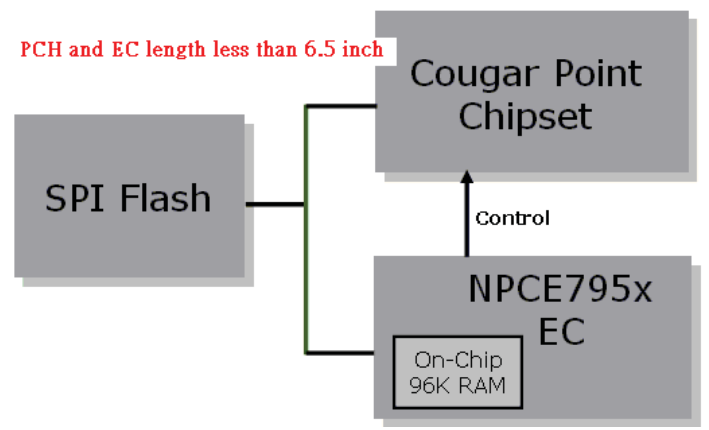 PCH and EC length less than 6.5 inch
Cougar Point
Chipset
SPI Flash
Control
NPCE795x
EC
On-Chip
96K RAM